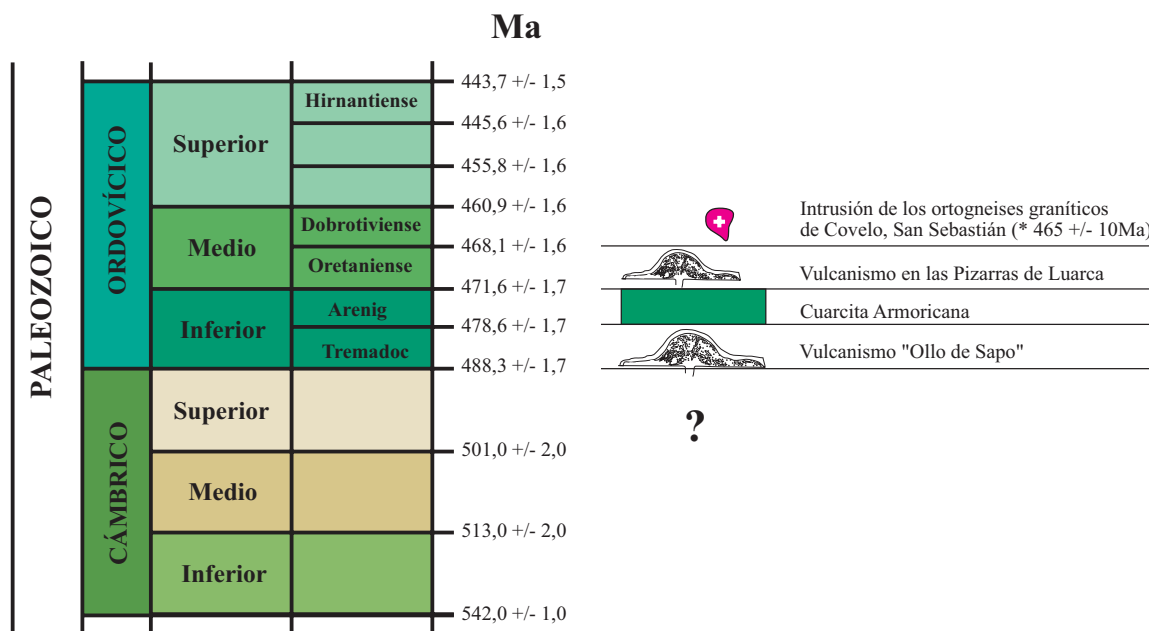 Ma
PALEOZOICO
ORDOVÍCICO
CÁMBRICO
Superior
Medio
Inferior
Superior
Medio
Inferior
Hirnantiense
Dobrotiviense
Oretaniense
Arenig
Tremadoc
443,7 +/- 1,5
445,6 +/- 1,6
455,8 +/- 1,6
460,9 +/- 1,6
468,1 +/- 1,6
471,6 +/- 1,7
478,6 +/- 1,7
488,3 +/- 1,7
501,0 +/- 2,0
513,0 +/- 2,0
542,0 +/- 1,0
Intrusión de los ortogneises graníticos
de Covelo, San Sebastián (* 465 +/- 10Ma)
Vulcanismo en las Pizarras de Luarca
Cuarcita Armoricana
Vulcanismo "Ollo de Sapo"
?